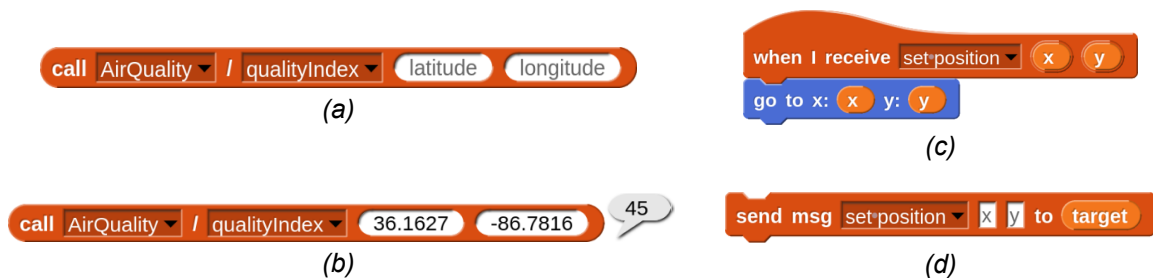 call AirQuality / qualityIndex latitude longitude
(a)
call AirQuality / qualityIndex 36.1627 -86.7816 45
(b)
when I receive set·position x y
go to x: x y: y
(c)
send msg set·position x y to target
(d)